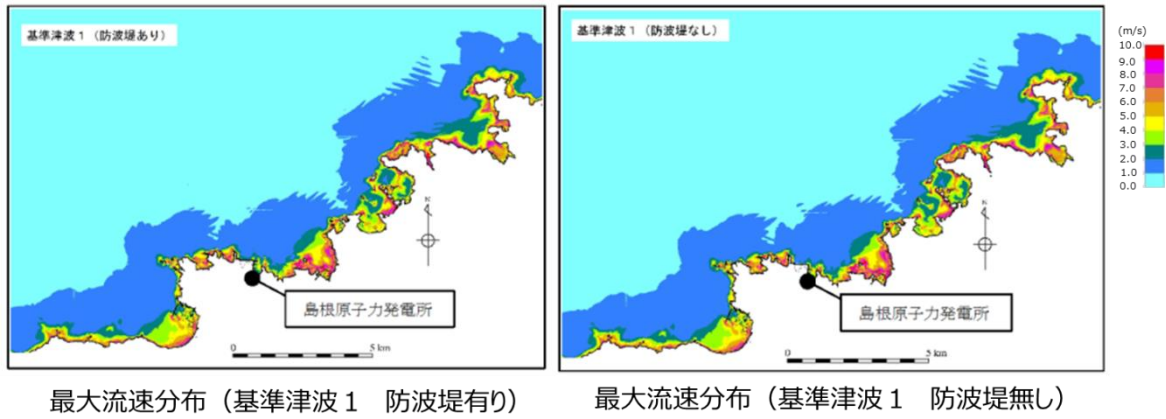 基準津波１（防波堤あり）
N
島根原子力発電所
0
5 km
最大流速分布（基準津波１　防波堤有り）
基準津波１（防波堤なし）
N
島根原子力発電所
0
5 km
最大流速分布（基準津波１　防波堤無し）
(m/s)
10.0
9.0
8.0
7.0
6.0
5.0
4.0
3.0
2.0
1.0
0.0